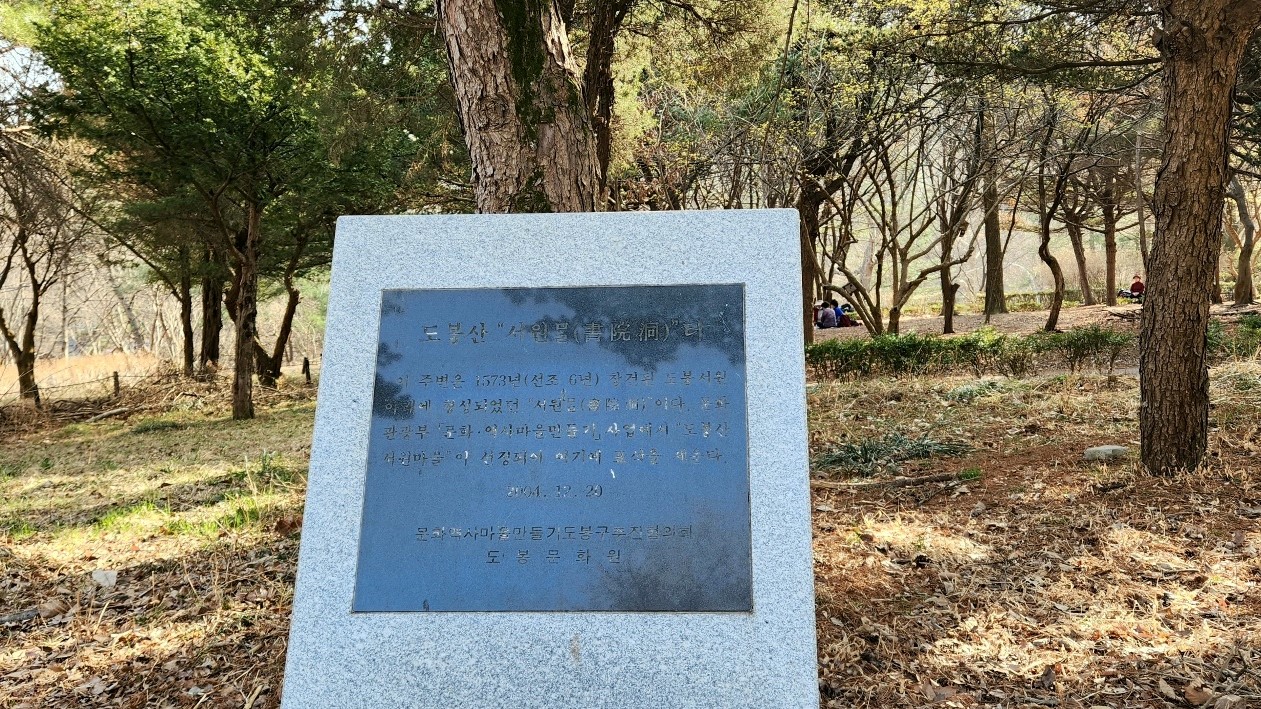 도봉산 "서원골(書院洞)"터
이 주변은 1573년(선조 6년) 창건된 도봉서원
형성되었던 "서원골(書院洞)"이다. 문화
관광부 "문화·역사마을만들기」사업에서 "도봉산
서원마을"이 선정되어 여기에 표석을 세운다.
2004. 12. 20
문화역사마을만들기도봉구추진협의회
도봉문화원